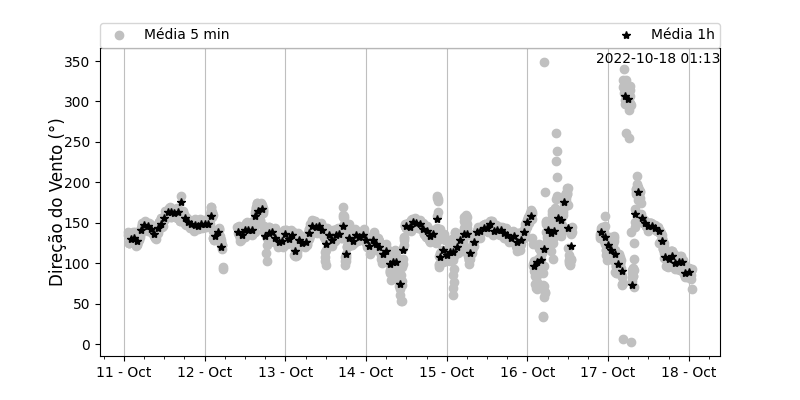 Média 5 min
Média 1h
2022-10-18 01:13
Direção do Vento (°)
350
300
250
200
150
100
50
0
11 - Oct
12 - Oct
13 - Oct
14 - Oct
15 - Oct
16 - Oct
17 - Oct
18 - Oct